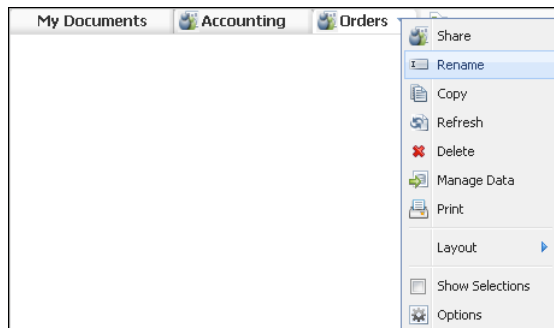 My Documents Accounting Orders
Share
Rename
Copy
Refresh
Delete
Manage Data
Print
Layout
Show Selections
Options